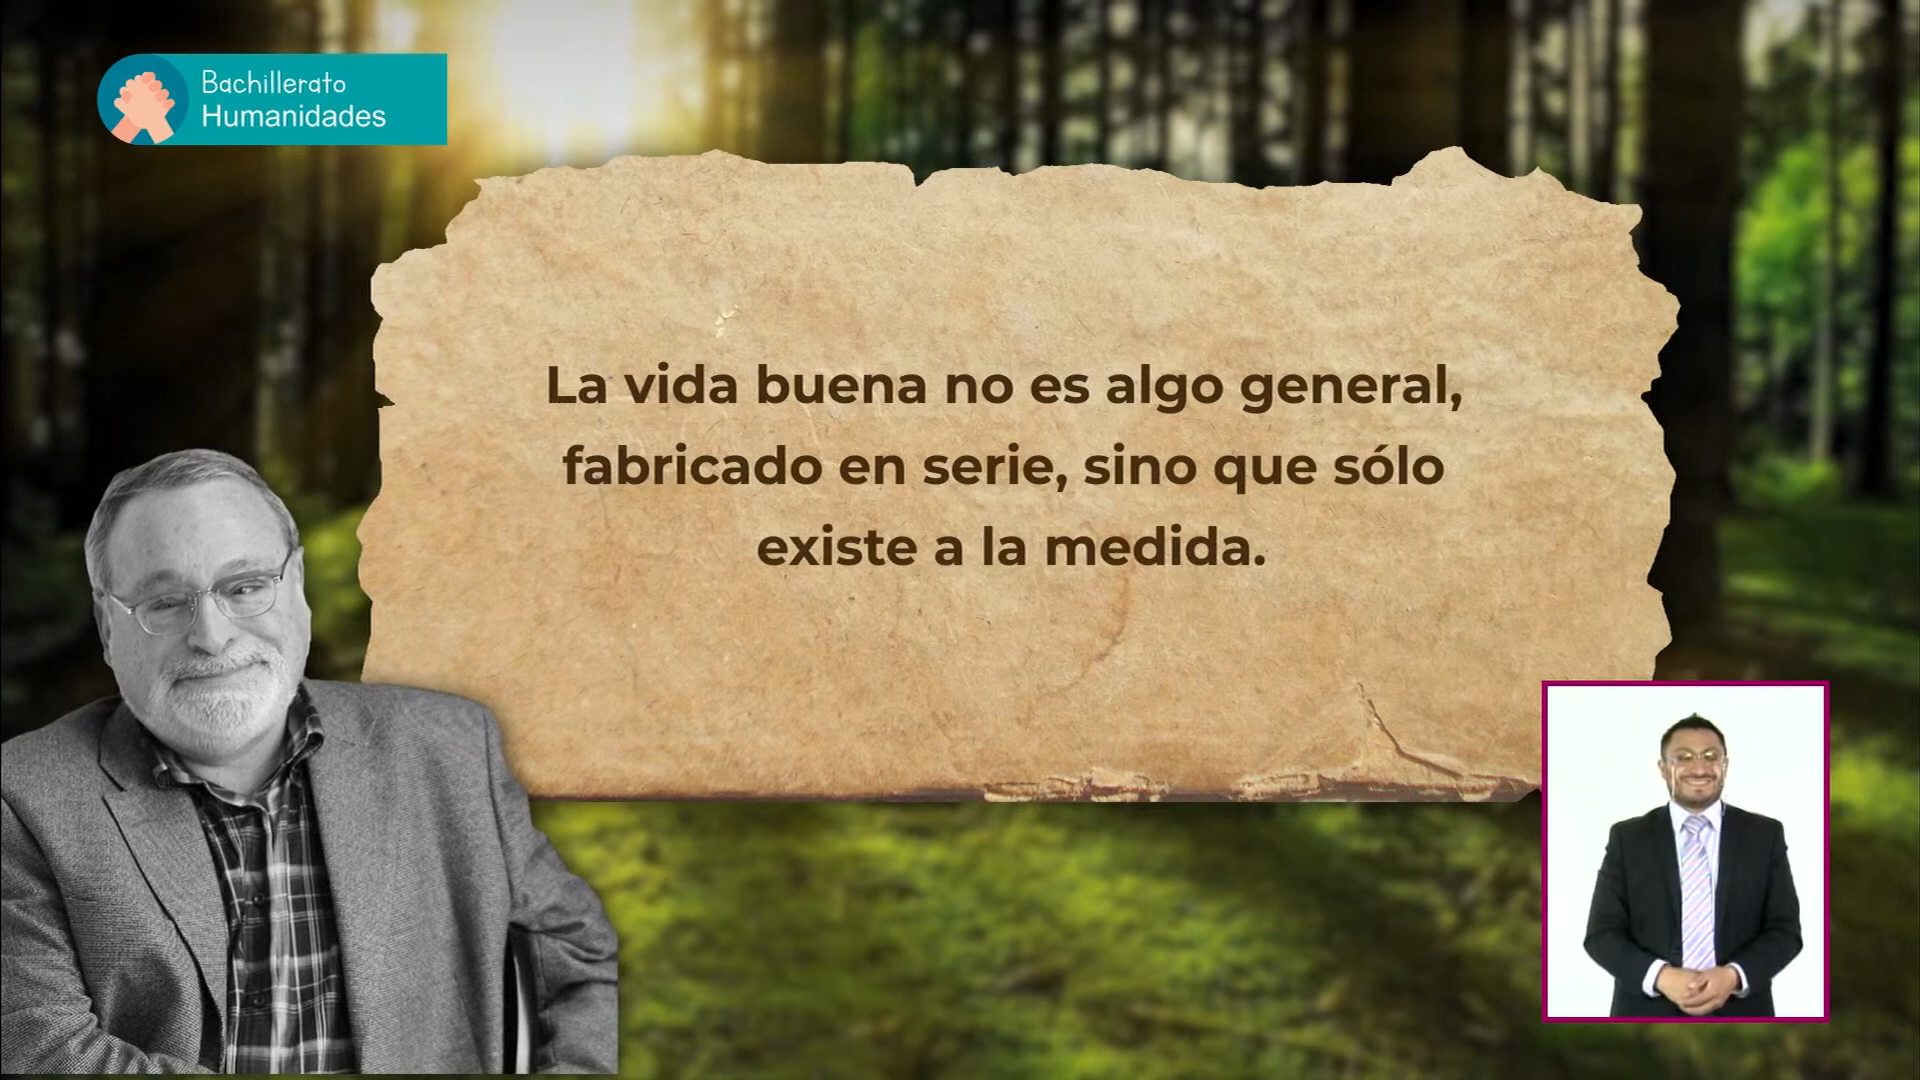 Bachillerato
Humanidades
La vida buena no es algo general,
fabricado en serie, sino que sólo
existe a la medida.